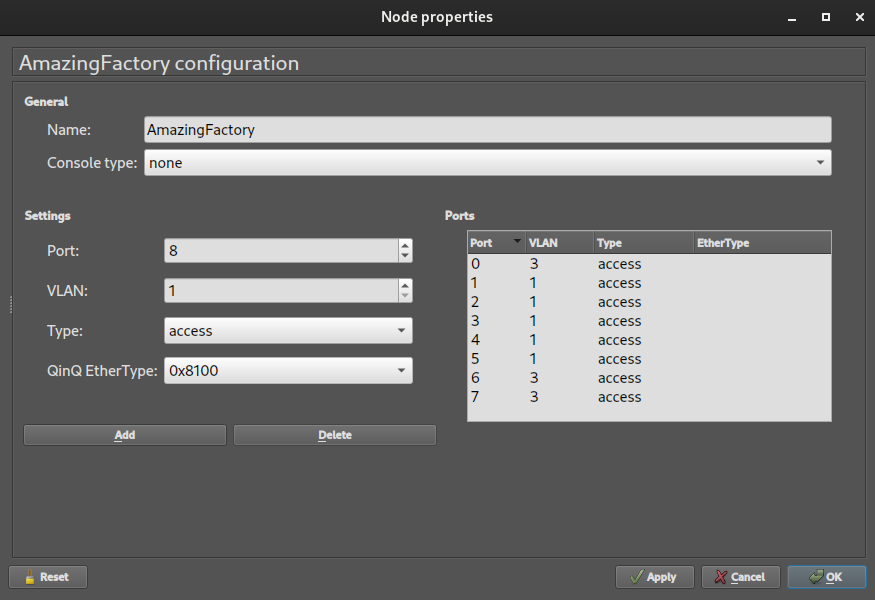 Node properties
AmazingFactory configuration
General
Name: AmazingFactory
Console type: none
Settings
Port: 8
VLAN: 1
Type: access
QinQ EtherType: 0x8100
Add Delete
Ports
Port VLAN Type EtherType
0 3 access
1 1 access
2 1 access
3 1 access
4 1 access
5 1 access
6 3 access
7 3 access
Reset Apply Cancel OK